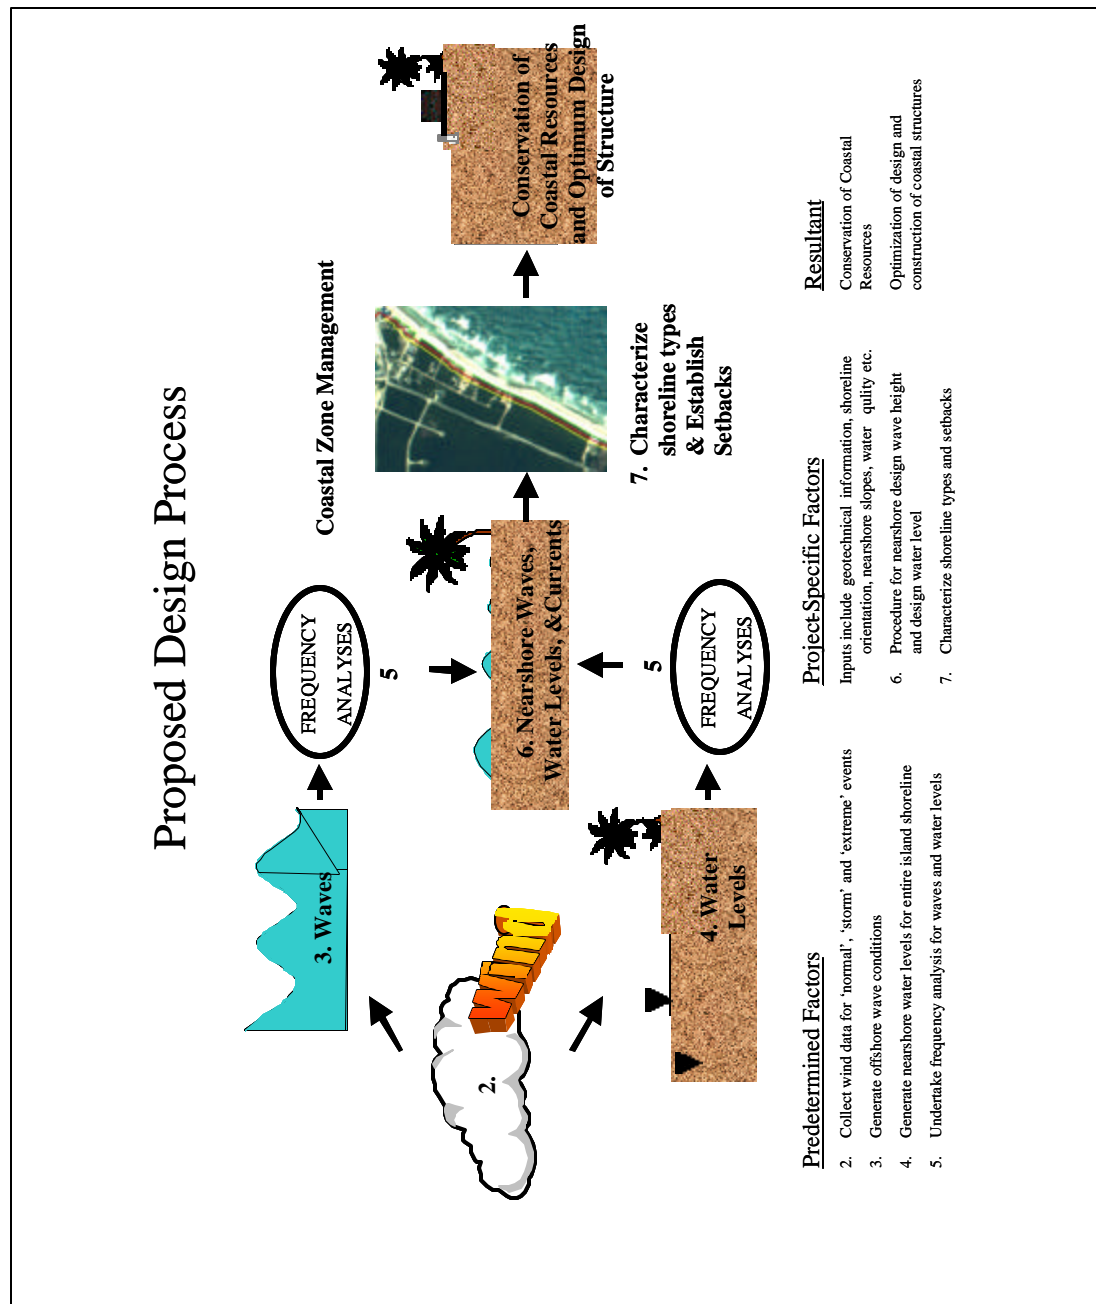 Proposed Design Process
2.
Wind
3. Waves
4. Water
Levels
FREQUENCY
ANALYSES
5
FREQUENCY
ANALYSES
5
6. Nearshore Waves,
Water Levels, &Currents
Coastal Zone Management
7. Characterize
shoreline types
& Establish
Setbacks
Conservation of
Coastal Resources
and Optimum Design
of Structure
Predetermined Factors
2. Collect wind data for ‘normal’, ‘storm’ and ‘extreme’ events
3. Generate offshore wave conditions
4. Generate nearshore water levels for entire island shoreline
5. Undertake frequency analysis for waves and water levels
Project-Specific Factors
Inputs include geotechnical information, shoreline
orientation, nearshore slopes, water qulity etc.
6. Procedure for nearshore design wave height
and design water level
7. Characterize shoreline types and setbacks
Resultant
Conservation of Coastal
Resources
Optimization of design and
construction of coastal structures